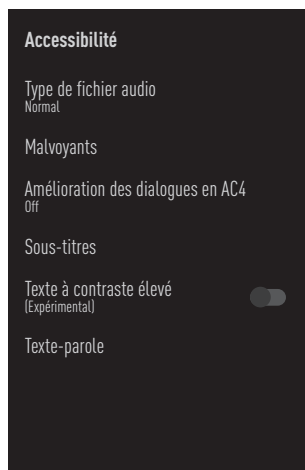 Accessibilité
Type de fichier audio
Normal
Malvoyants
Amélioration des dialogues en AC4
Off
Sous-titres
Texte à contraste élevé
(Expérimental)
Texte-parole